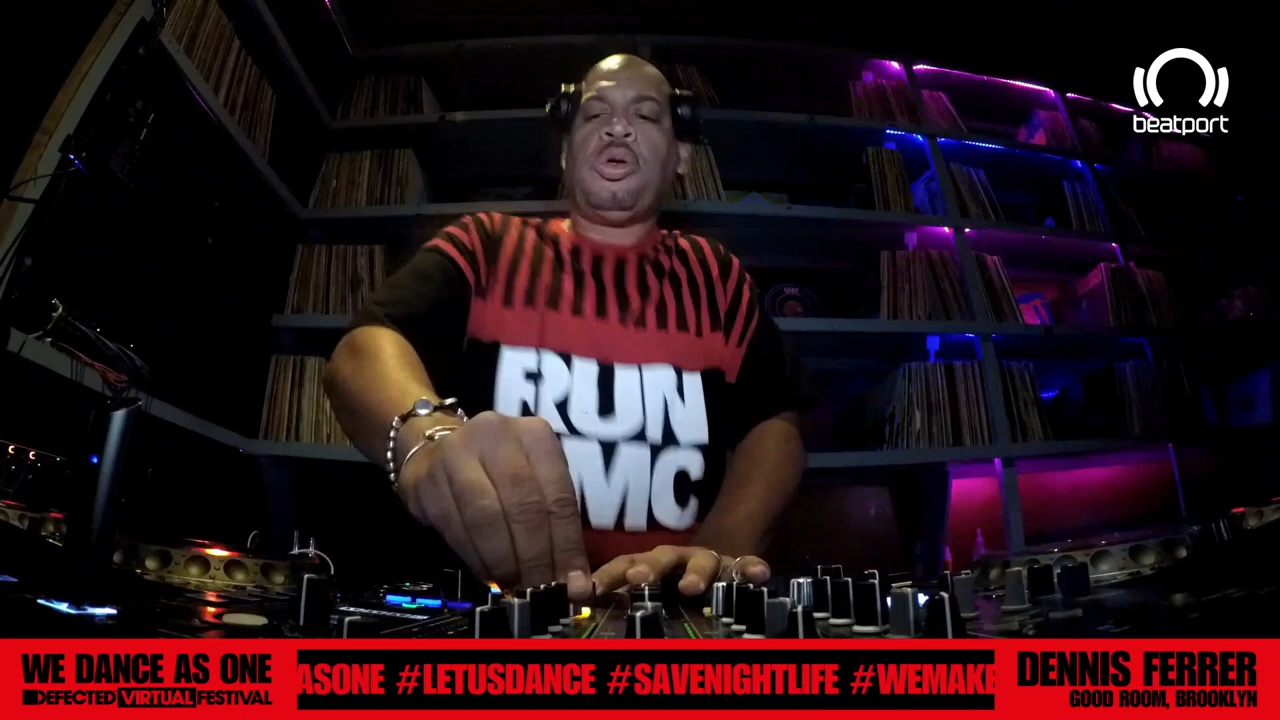 beatport
RUN
MC
WE DANCE AS ONE
DEFECTED VIRTUAL FESTIVAL
ASONE #LETUSDANCE #SAVENIGHTLIFE #WEMAKE
DENNIS FERRER
GOOD ROOM, BROOKLYN